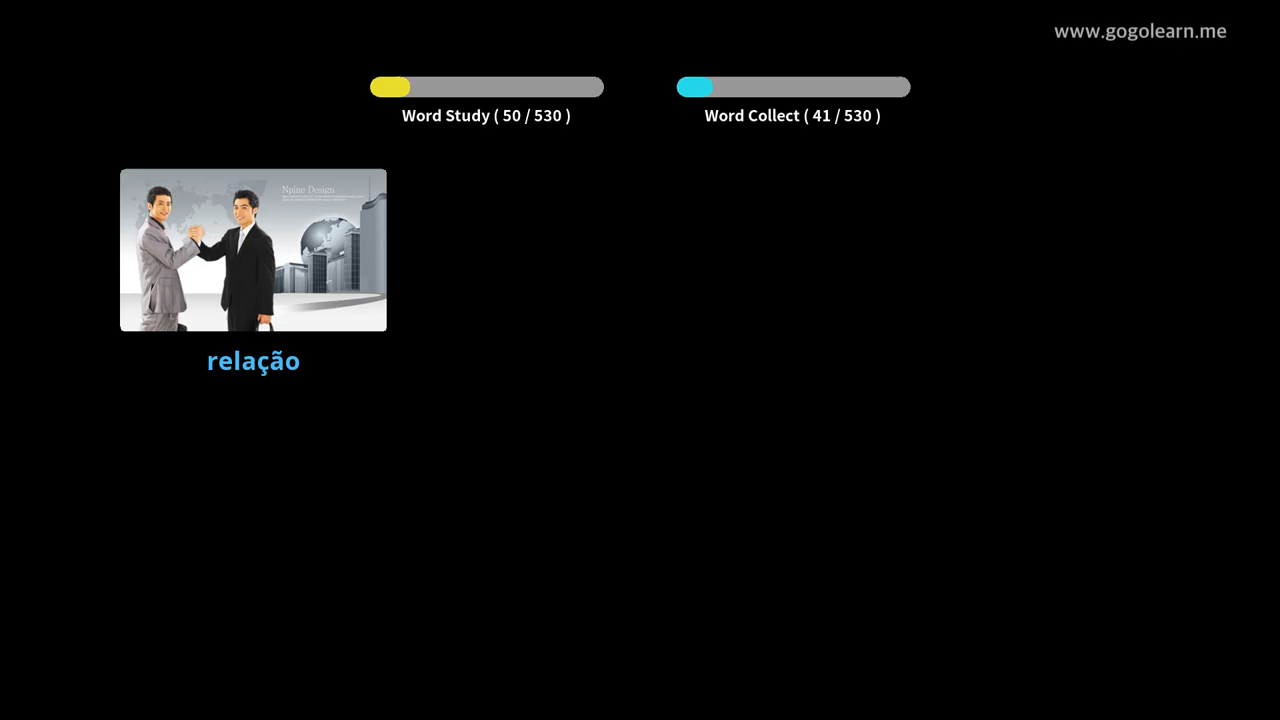 www.gogolearn.me
Word Study ( 50 / 530 )
Word Collect ( 41 / 530 )
Npine Design
relação